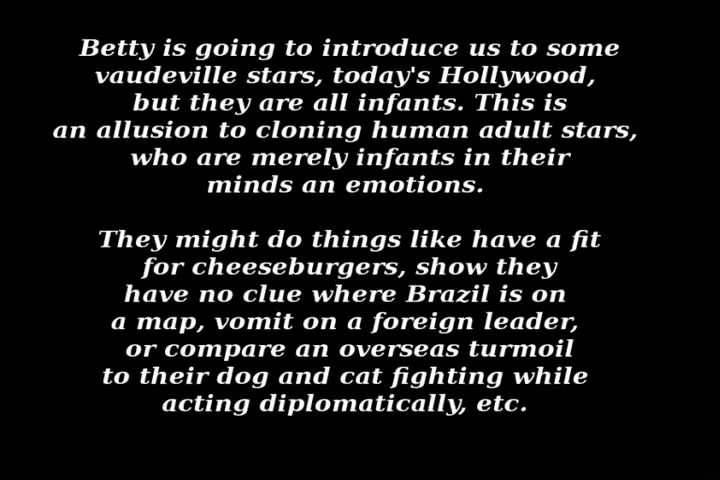 Betty is going to introduce us to some
vaudeville stars, today's Hollywood,
but they are all infants. This is
an allusion to cloning human adult stars,
who are merely infants in their
minds an emotions.
They might do things like have a fit
for cheeseburgers, show they
have no clue where Brazil is on
a map, vomit on a foreign leader,
or compare an overseas turmoil
to their dog and cat fighting while
acting diplomatically, etc.